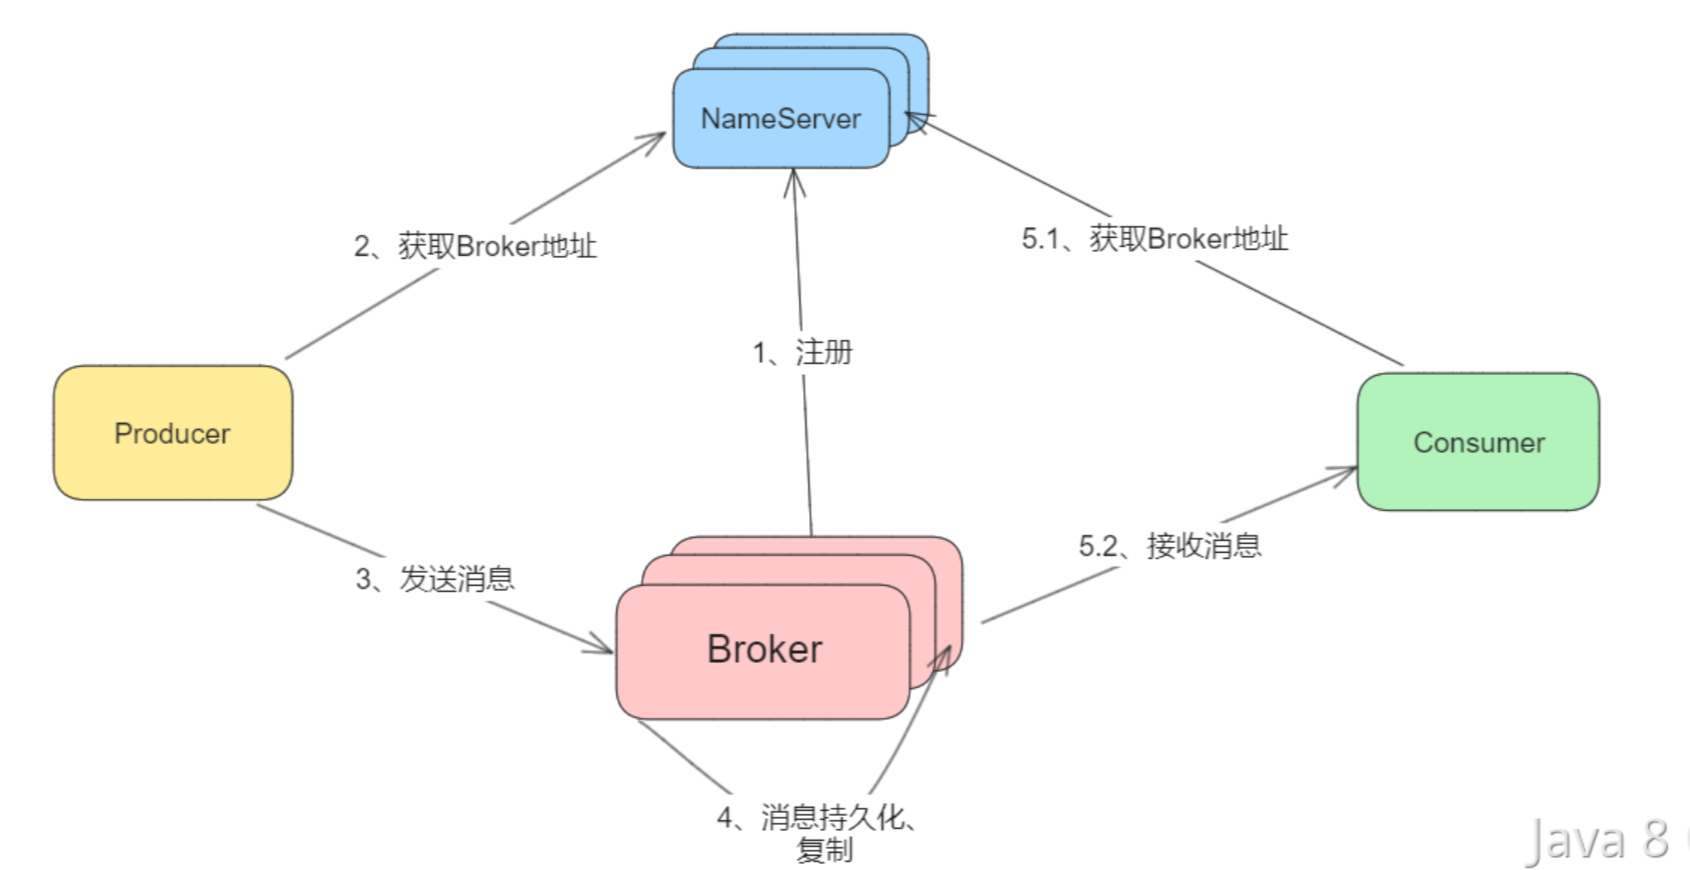 NameServer
2、获取Broker地址
5.1、获取Broker地址
1、注册
Producer
Consumer
5.2、接收消息
3、发送消息
Broker
4、消息持久化、
复制
Java 8